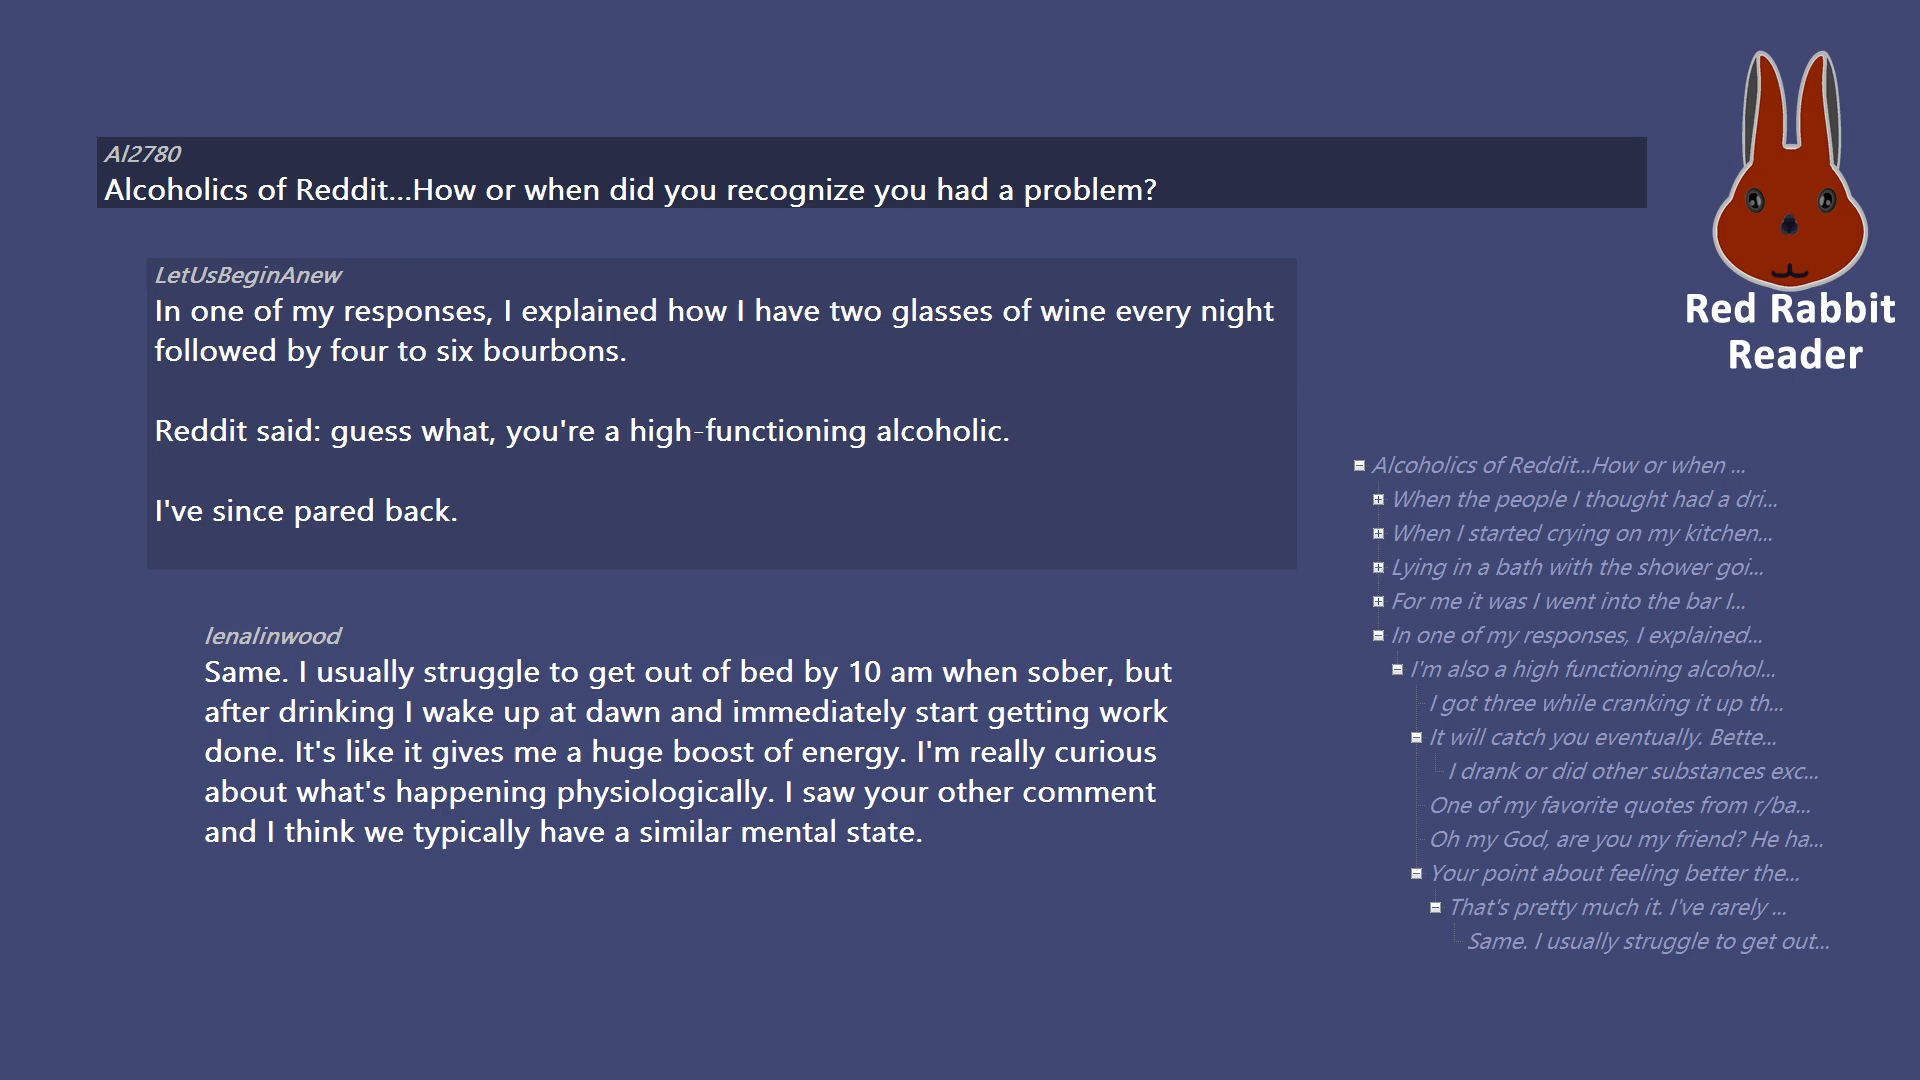 Al2780
Alcoholics of Reddit...How or when did you recognize you had a problem?
LetUsBeginAnew
In one of my responses, I explained how I have two glasses of wine every night
followed by four to six bourbons.
Reddit said: guess what, you're a high-functioning alcoholic.
I've since pared back.
lenalinwood
Same. I usually struggle to get out of bed by 10 am when sober, but
after drinking I wake up at dawn and immediately start getting work
done. It's like it gives me a huge boost of energy. I'm really curious
about what's happening physiologically. I saw your other comment
and I think we typically have a similar mental state.
Red Rabbit
Reader
Alcoholics of Reddit...How or when ...
When the people I thought had a dri...
When I started crying on my kitchen...
Lying in a bath with the shower goi...
For me it was I went into the bar I...
In one of my responses, I explained...
I'm also a high functioning alcohol...
I got three while cranking it up th...
It will catch you eventually. Bette...
I drank or did other substances exc...
One of my favorite quotes from r/ba...
Oh my God, are you my friend? He ha...
Your point about feeling better the...
That's pretty much it. I've rarely ...
Same. I usually struggle to get out...